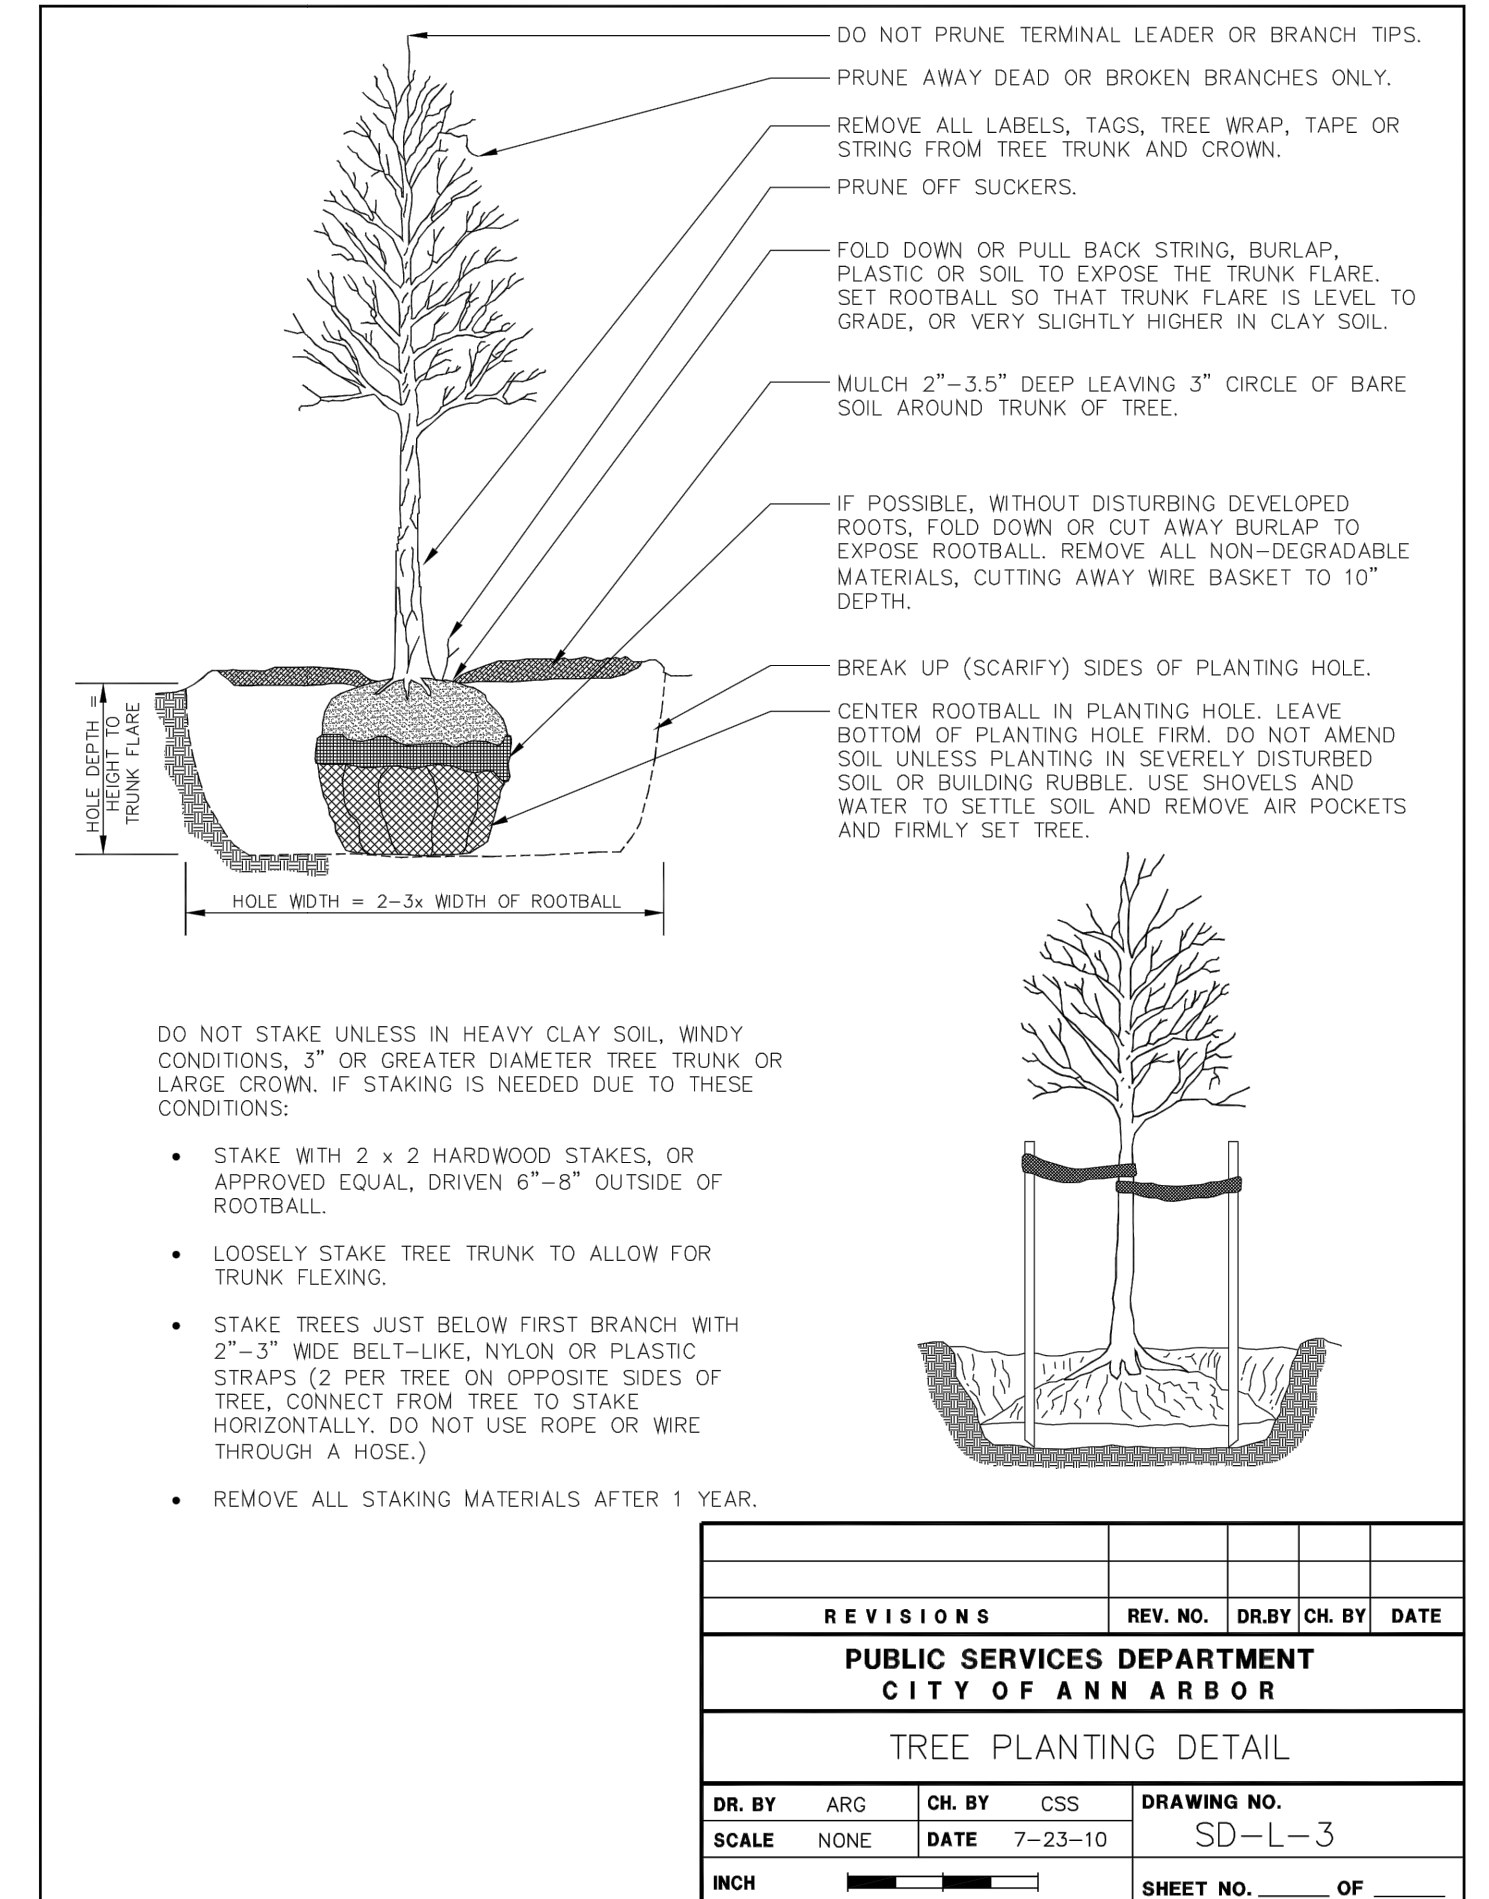 DO NOT PRUNE TERMINAL LEADER OR BRANCH TIPS.
PRUNE AWAY DEAD OR BROKEN BRANCHES ONLY.
REMOVE ALL LABELS, TAGS, TREE WRAP, TAPE OR
STRING FROM TREE TRUNK AND CROWN.
PRUNE OFF SUCKERS.
FOLD DOWN OR PULL BACK STRING, BURLAP,
PLASTIC OR SOIL TO EXPOSE THE TRUNK FLARE.
SET ROOTBALL SO THAT TRUNK FLARE IS LEVEL TO
GRADE, OR VERY SLIGHTLY HIGHER IN CLAY SOIL.
MULCH 2"-3.5" DEEP LEAVING 3" CIRCLE OF BARE
SOIL AROUND TRUNK OF TREE.
IF POSSIBLE, WITHOUT DISTURBING DEVELOPED
ROOTS, FOLD DOWN OR CUT AWAY BURLAP TO
EXPOSE ROOTBALL. REMOVE ALL NON-DEGRADABLE
MATERIALS, CUTTING AWAY WIRE BASKET TO 10"
DEPTH.
BREAK UP (SCARIFY) SIDES OF PLANTING HOLE.
CENTER ROOTBALL IN PLANTING HOLE. LEAVE
BOTTOM OF PLANTING HOLE FIRM. DO NOT AMEND
SOIL UNLESS PLANTING IN SEVERELY DISTURBED
SOIL OR BUILDING RUBBLE. USE SHOVELS AND
WATER TO SETTLE SOIL AND REMOVE AIR POCKETS
AND FIRMLY SET TREE.
HOLE DEPTH =
HEIGHT TO
TRUNK FLARE
HOLE WIDTH = 2-3x WIDTH OF ROOTBALL
DO NOT STAKE UNLESS IN HEAVY CLAY SOIL, WINDY
CONDITIONS, 3" OR GREATER DIAMETER TREE TRUNK OR
LARGE CROWN. IF STAKING IS NEEDED DUE TO THESE
CONDITIONS:
• STAKE WITH 2 x 2 HARDWOOD STAKES, OR
APPROVED EQUAL, DRIVEN 6"-8" OUTSIDE OF
ROOTBALL.
• LOOSELY STAKE TREE TRUNK TO ALLOW FOR
TRUNK FLEXING.
• STAKE TREES JUST BELOW FIRST BRANCH WITH
2"-3" WIDE BELT-LIKE, NYLON OR PLASTIC
STRAPS (2 PER TREE ON OPPOSITE SIDES OF
TREE, CONNECT FROM TREE TO STAKE
HORIZONTALLY. DO NOT USE ROPE OR WIRE
THROUGH A HOSE.)
• REMOVE ALL STAKING MATERIALS AFTER 1 YEAR.
REVISIONS REV. NO. DR.BY CH. BY DATE
PUBLIC SERVICES DEPARTMENT
CITY OF ANN ARBOR
TREE PLANTING DETAIL
DR. BY ARG CH. BY CSS DRAWING NO.
SCALE NONE DATE 7-23-10 SD-L-3
INCH SHEET NO. ______ OF ______